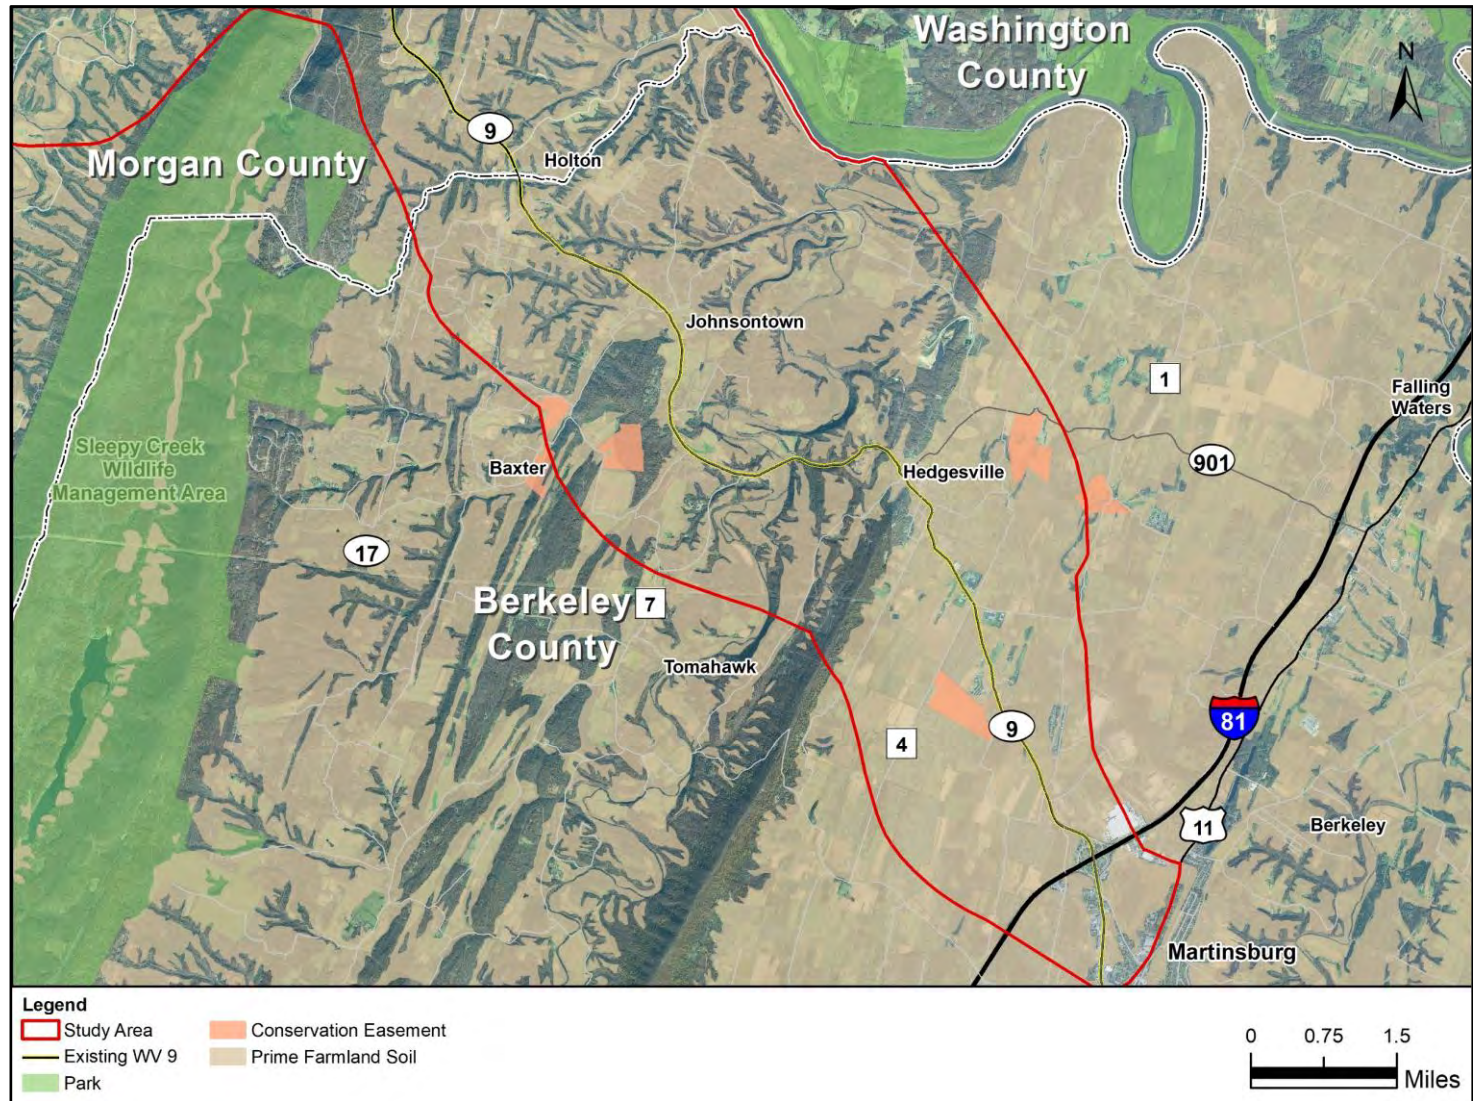 Washington
County
N
9
Holton
Morgan County
Johnsontown
1
Falling
Waters
Sleepy Creek
Wildlife
Management Area
Baxter
Hedgesville
901
17
Berkeley
County
7
Tomahawk
4
9
81
11
Berkeley
Martinsburg
Legend
Study Area
Existing WV 9
Park
Conservation Easement
Prime Farmland Soil
0 0.75 1.5
Miles